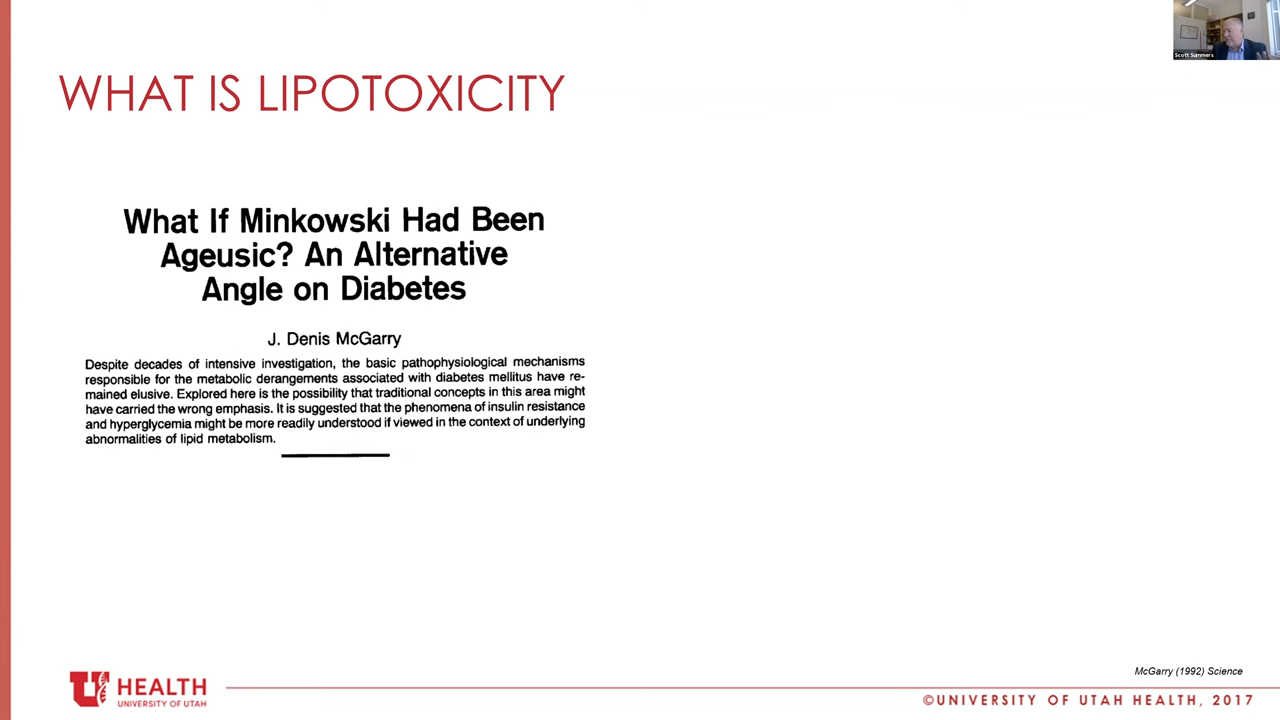 Scott Summers
WHAT IS LIPOTOXICITY
What If Minkowski Had Been
Ageusic? An Alternative
Angle on Diabetes
J. Denis McGarry
Despite decades of intensive investigation, the basic pathophysiological mechanisms
responsible for the metabolic derangements associated with diabetes mellitus have re-
mained elusive. Explored here is the possibility that traditional concepts in this area might
have carried the wrong emphasis. It is suggested that the phenomena of insulin resistance
and hyperglycemia might be more readily understood if viewed in the context of underlying
abnormalities of lipid metabolism.
McGarry (1992) Science
U HEALTH
UNIVERSITY OF UTAH
©UNIVERSITY OF UTAH HEALTH, 2017